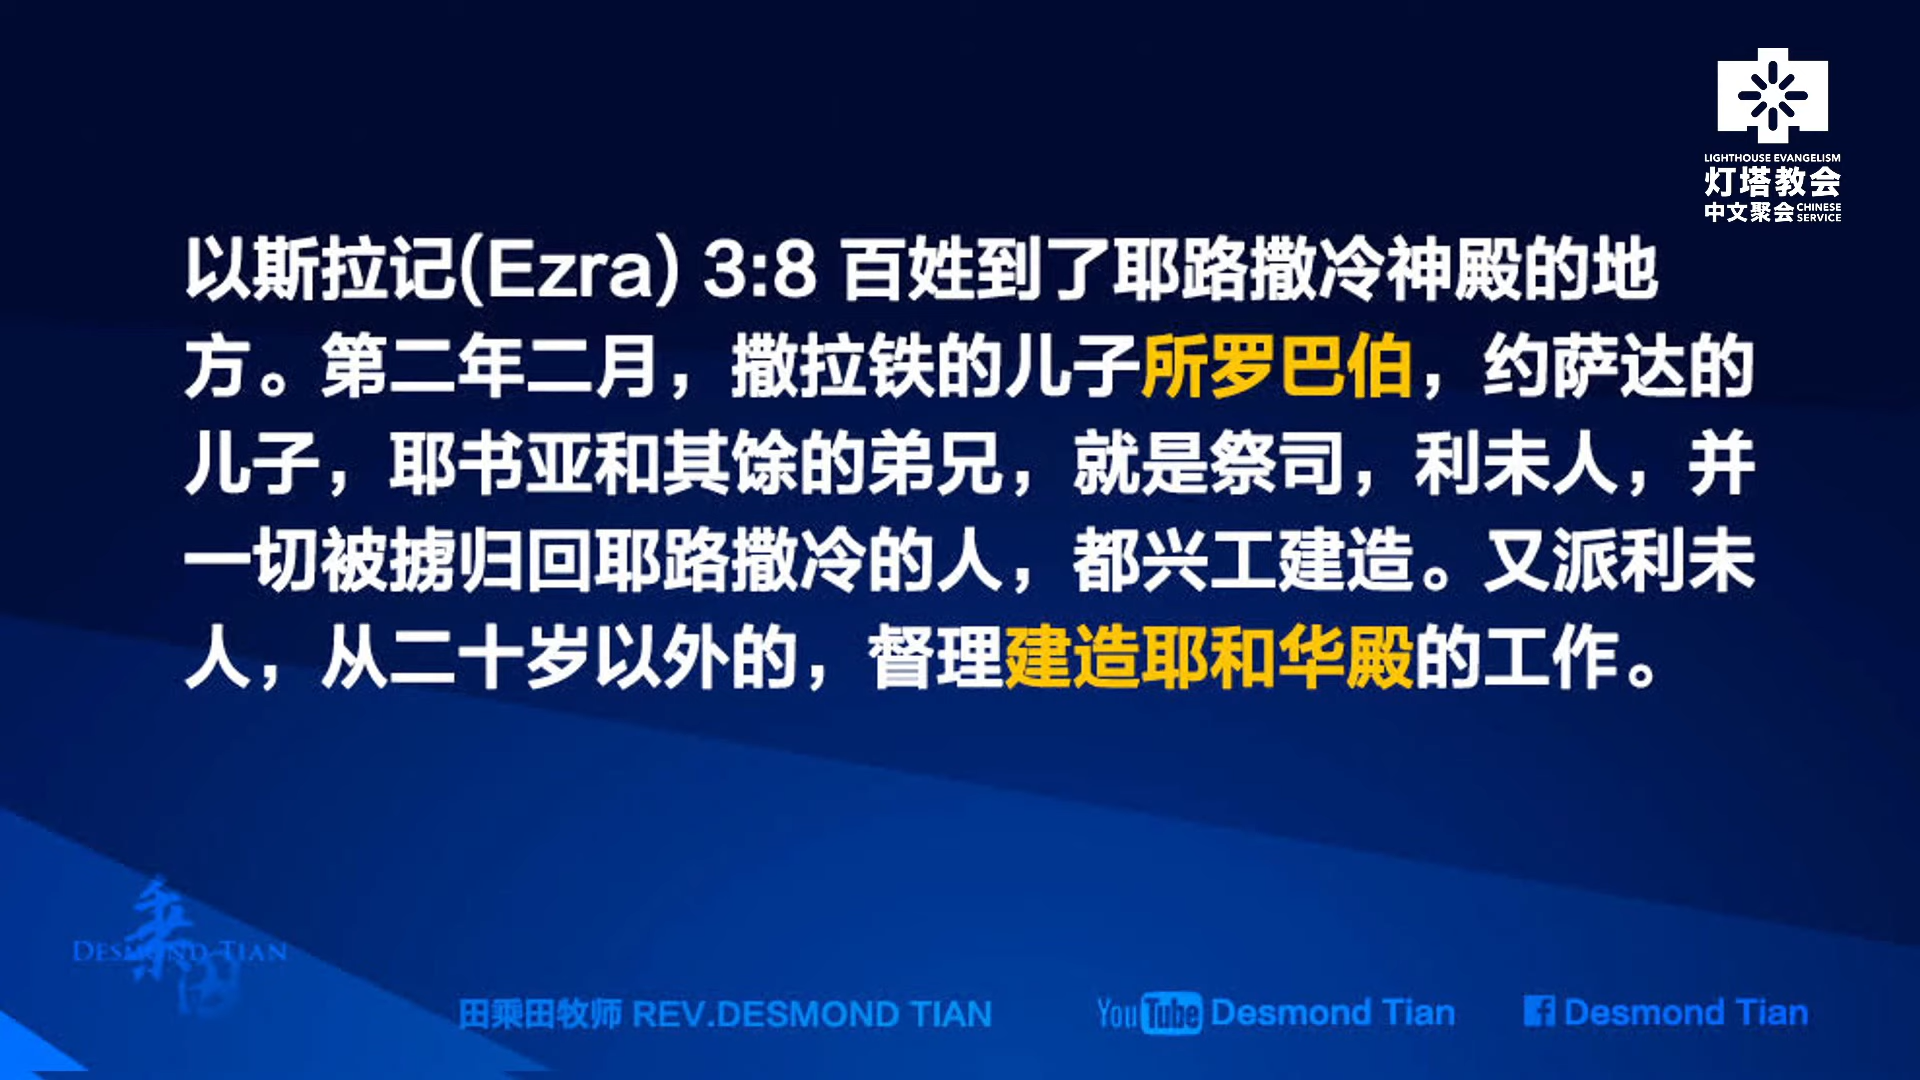 LIGHTHOUSE EVANGELISM
灯塔教会
中文聚会 CHINESE SERVICE
以斯拉记(Ezra) 3:8 百姓到了耶路撒冷神殿的地
方。第二年二月，撒拉铁的儿子所罗巴伯，约萨达的
儿子，耶书亚和其馀的弟兄，就是祭司，利未人，并
一切被掳归回耶路撒冷的人，都兴工建造。又派利未
人，从二十岁以外的，督理建造耶和华殿的工作。
乘田
DESMOND TIAN
田乘田牧师 REV.DESMOND TIAN
YouTube Desmond Tian
f Desmond Tian